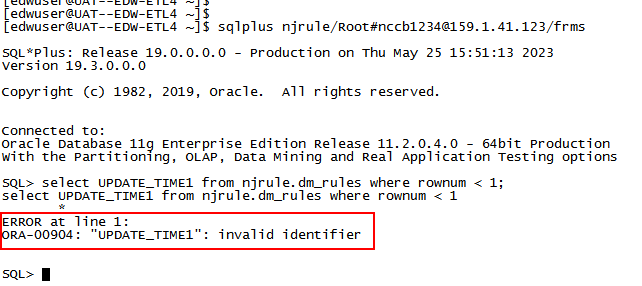 [edwuser@UAT--EDW-ETL4 ~]$
[edwuser@UAT--EDW-ETL4 ~]$
[edwuser@UAT--EDW-ETL4 ~]$ sqlplus njrule/Root#nccb1234@159.1.41.123/frms
SQL*Plus: Release 19.0.0.0.0 - Production on Thu May 25 15:51:13 2023
Version 19.3.0.0.0
Copyright (c) 1982, 2019, Oracle.  All rights reserved.
Connected to:
Oracle Database 11g Enterprise Edition Release 11.2.0.4.0 - 64bit Production
With the Partitioning, OLAP, Data Mining and Real Application Testing options
SQL> select UPDATE_TIME1 from njrule.dm_rules where rownum < 1;
select UPDATE_TIME1 from njrule.dm_rules where rownum < 1
       *
ERROR at line 1:
ORA-00904: "UPDATE_TIME1": invalid identifier
SQL>